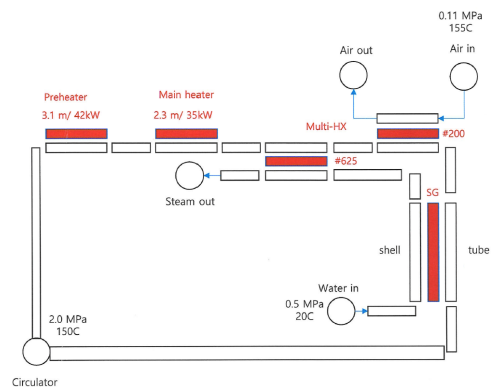 0.11 MPa
155C
Air out
Air in
Preheater
3.1 m/ 42kW
Main heater
2.3 m/ 35kW
Multi-HX
#200
#625
Steam out
SG
shell
tube
Water in
0.5 MPa
20C
2.0 MPa
150C
Circulator